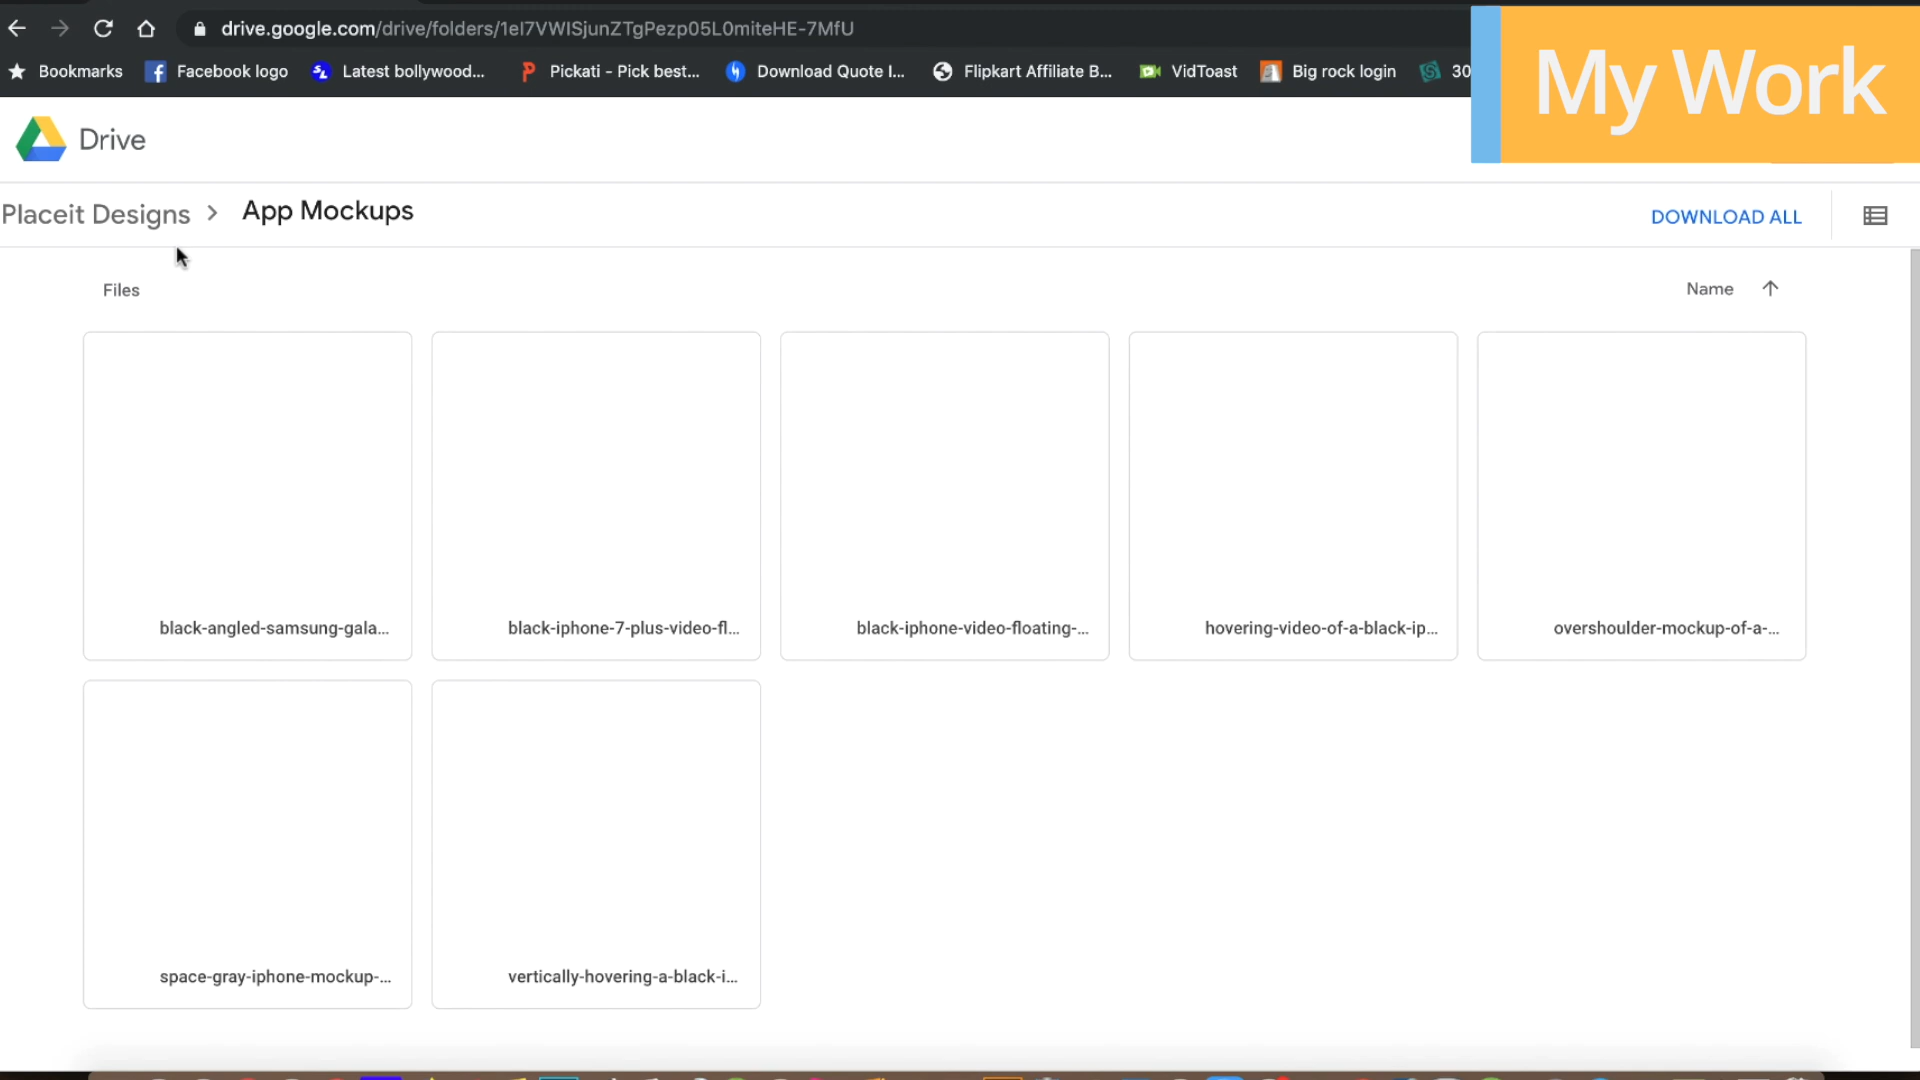 drive.google.com/drive/folders/1eI7VWISjunZTgPezp05L0miteHE-7MfU
Bookmarks Facebook logo Latest bollywood... Pickati - Pick best... Download Quote I... Flipkart Affiliate B... VidToast Big rock login 30
My Work
Drive
Placeit Designs > App Mockups
DOWNLOAD ALL
Files
Name
black-angled-samsung-gala... black-iphone-7-plus-video-fl... black-iphone-video-floating-... hovering-video-of-a-black-ip... overshoulder-mockup-of-a-...
space-gray-iphone-mockup-... vertically-hovering-a-black-i...